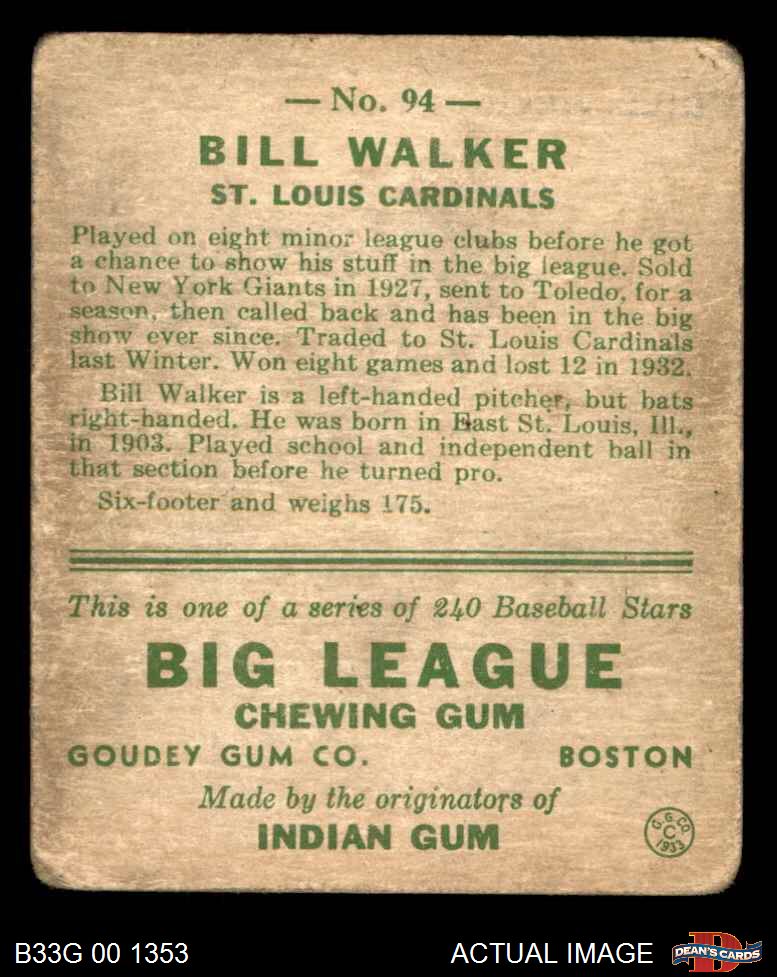 — No. 94 —
BILL WALKER
ST. LOUIS CARDINALS
Played on eight minor league clubs before he got
a chance to show his stuff in the big league. Sold
to New York Giants in 1927, sent to Toledo, for a
season, then called back and has been in the big
show ever since. Traded to St. Louis Cardinals
last Winter. Won eight games and lost 12 in 1932.
Bill Walker is a left-handed pitcher, but bats
right-handed. He was born in East St. Louis, Ill.,
in 1903. Played school and independent ball in
that section before he turned pro.
Six-footer and weighs 175.
This is one of a series of 240 Baseball Stars
BIG LEAGUE
CHEWING GUM
GOUDEY GUM CO. BOSTON
Made by the originators of
INDIAN GUM
G. G. CO.
C
1933
B33G 00 1353 ACTUAL IMAGE
D
DEAN'S CARDS